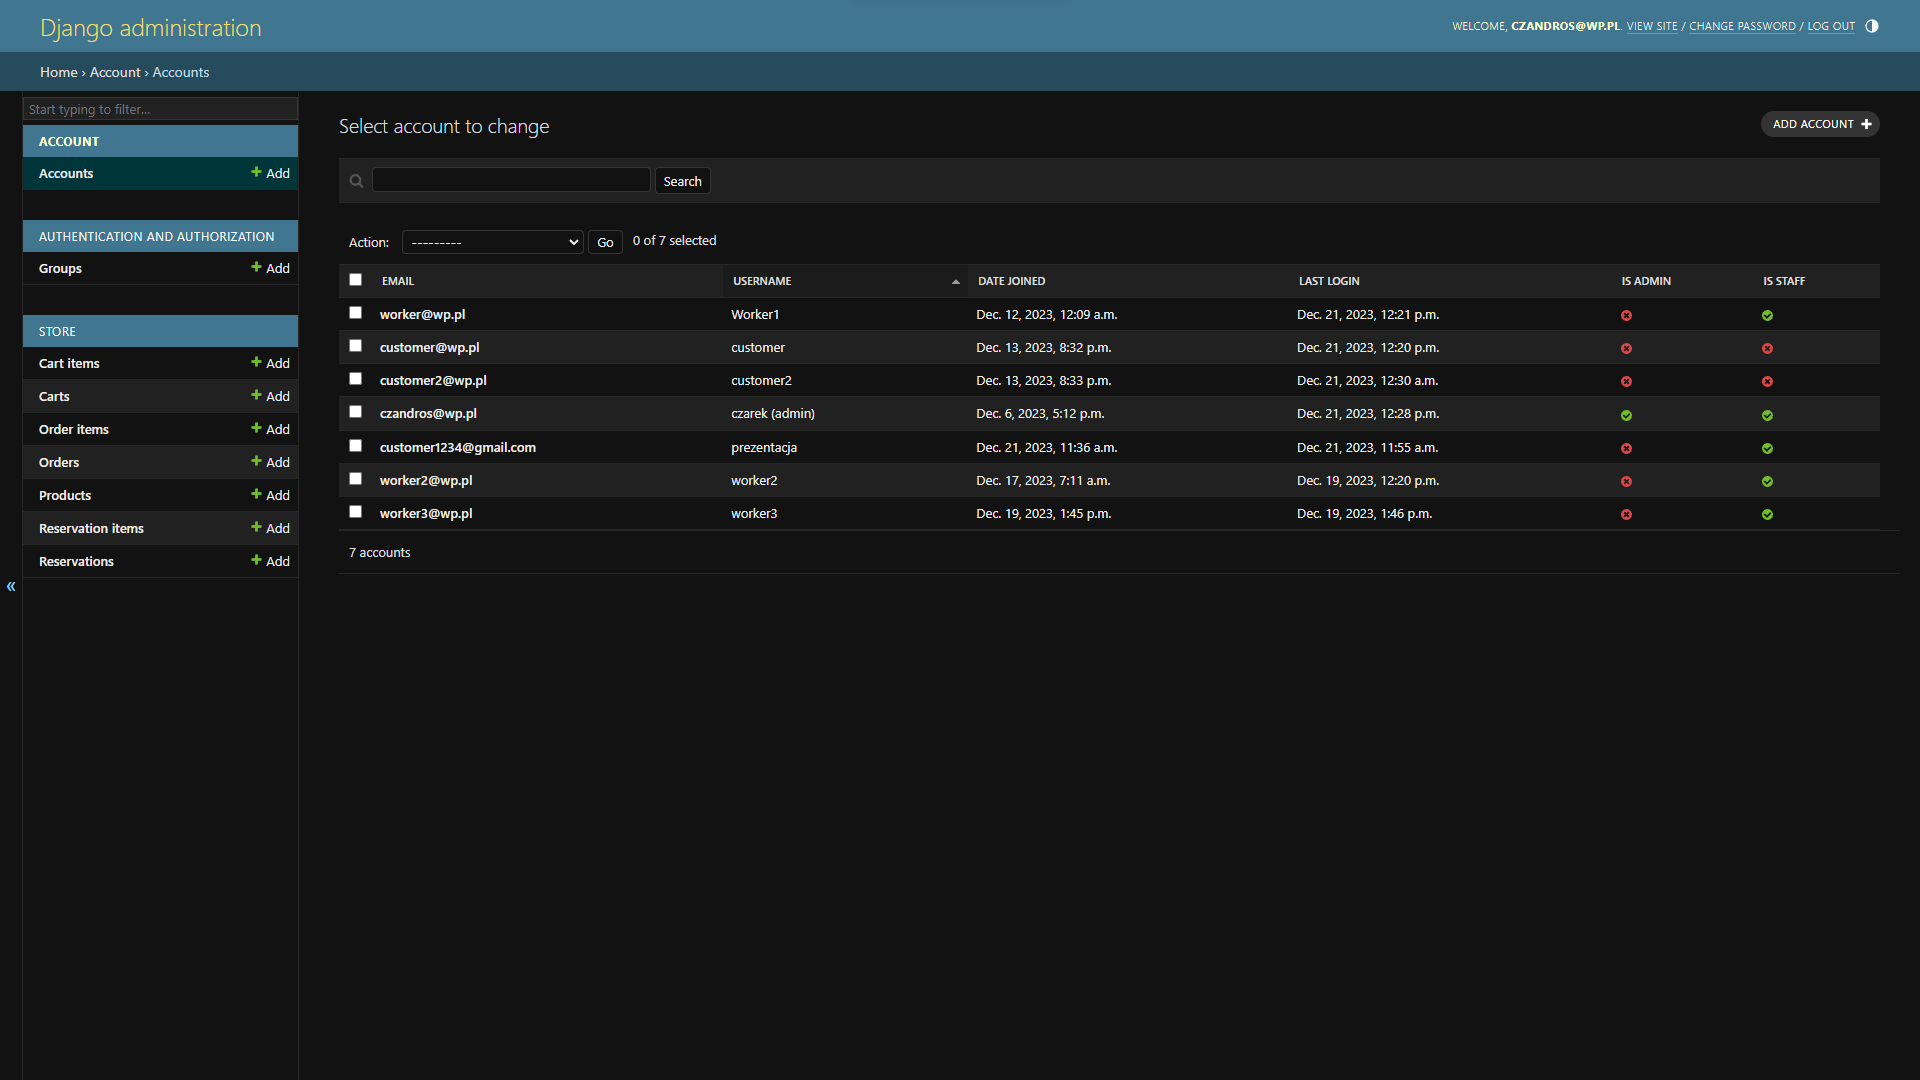 Django administration
WELCOME, CZANDROS@WP.PL. VIEW SITE / CHANGE PASSWORD / LOG OUT
Home › Account › Accounts
Start typing to filter...
ACCOUNT
Accounts + Add
AUTHENTICATION AND AUTHORIZATION
Groups + Add
STORE
Cart items + Add
Carts + Add
Order items + Add
Orders + Add
Products + Add
Reservation items + Add
Reservations + Add
«
Select account to change
ADD ACCOUNT +
Search
Action: --------- Go 0 of 7 selected
EMAIL USERNAME DATE JOINED LAST LOGIN IS ADMIN IS STAFF
worker@wp.pl Worker1 Dec. 12, 2023, 12:09 a.m. Dec. 21, 2023, 12:21 p.m.
customer@wp.pl customer Dec. 13, 2023, 8:32 p.m. Dec. 21, 2023, 12:20 p.m.
customer2@wp.pl customer2 Dec. 13, 2023, 8:33 p.m. Dec. 21, 2023, 12:30 a.m.
czandros@wp.pl czarek (admin) Dec. 6, 2023, 5:12 p.m. Dec. 21, 2023, 12:28 p.m.
customer1234@gmail.com prezentacja Dec. 21, 2023, 11:36 a.m. Dec. 21, 2023, 11:55 a.m.
worker2@wp.pl worker2 Dec. 17, 2023, 7:11 a.m. Dec. 19, 2023, 12:20 p.m.
worker3@wp.pl worker3 Dec. 19, 2023, 1:45 p.m. Dec. 19, 2023, 1:46 p.m.
7 accounts